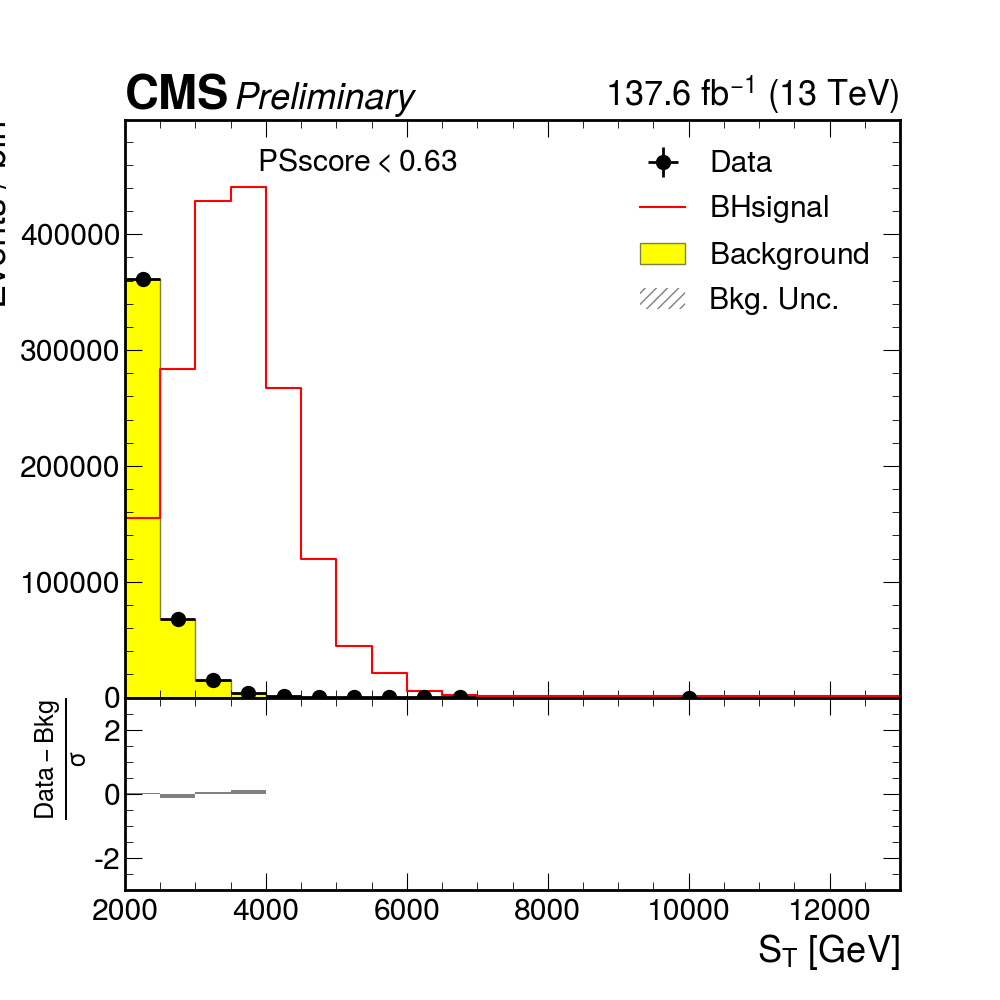 CMS Preliminary 137.6 fb⁻¹ (13 TeV)
PSscore < 0.63
Data
BHsignal
Background
Bkg. Unc.
400000
300000
200000
100000
0
Data − Bkg
σ
2
0
-2
2000 4000 6000 8000 10000 12000
S_T [GeV]